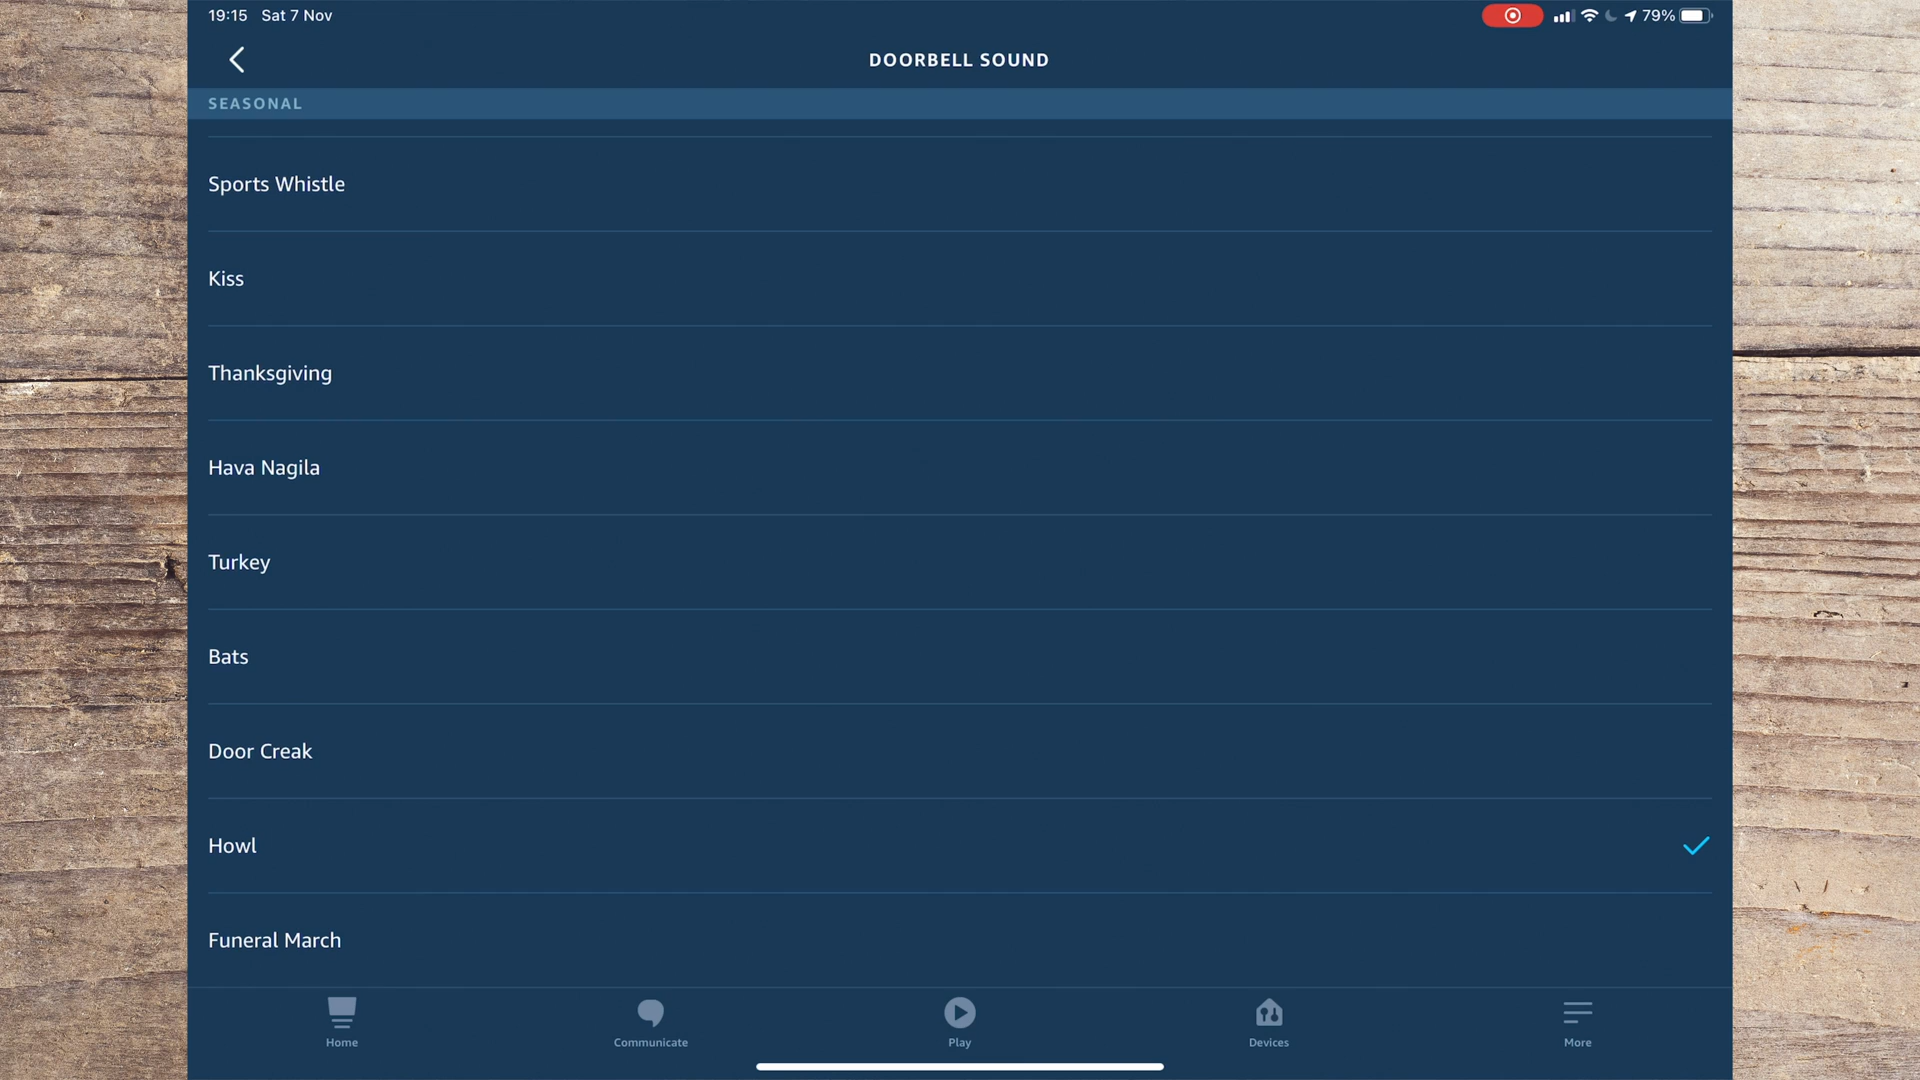 19:15 Sat 7 Nov
79%
DOORBELL SOUND
SEASONAL
Sports Whistle
Kiss
Thanksgiving
Hava Nagila
Turkey
Bats
Door Creak
Howl
Funeral March
Home
Communicate
Play
Devices
More